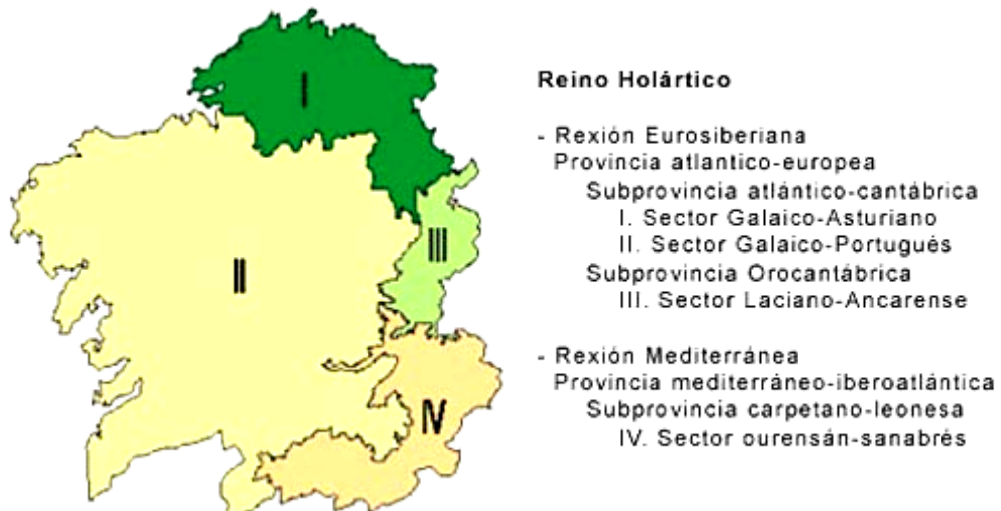 I
II
III
IV
Reino Holártico
- Rexión Eurosiberiana
Provincia atlantico-europea
Subprovincia atlántico-cantábrica
I. Sector Galaico-Asturiano
II. Sector Galaico-Portugués
Subprovincia Orocantábrica
III. Sector Laciano-Ancarense
- Rexión Mediterránea
Provincia mediterráneo-iberoatlántica
Subprovincia carpetano-leonesa
IV. Sector ourensán-sanabrés